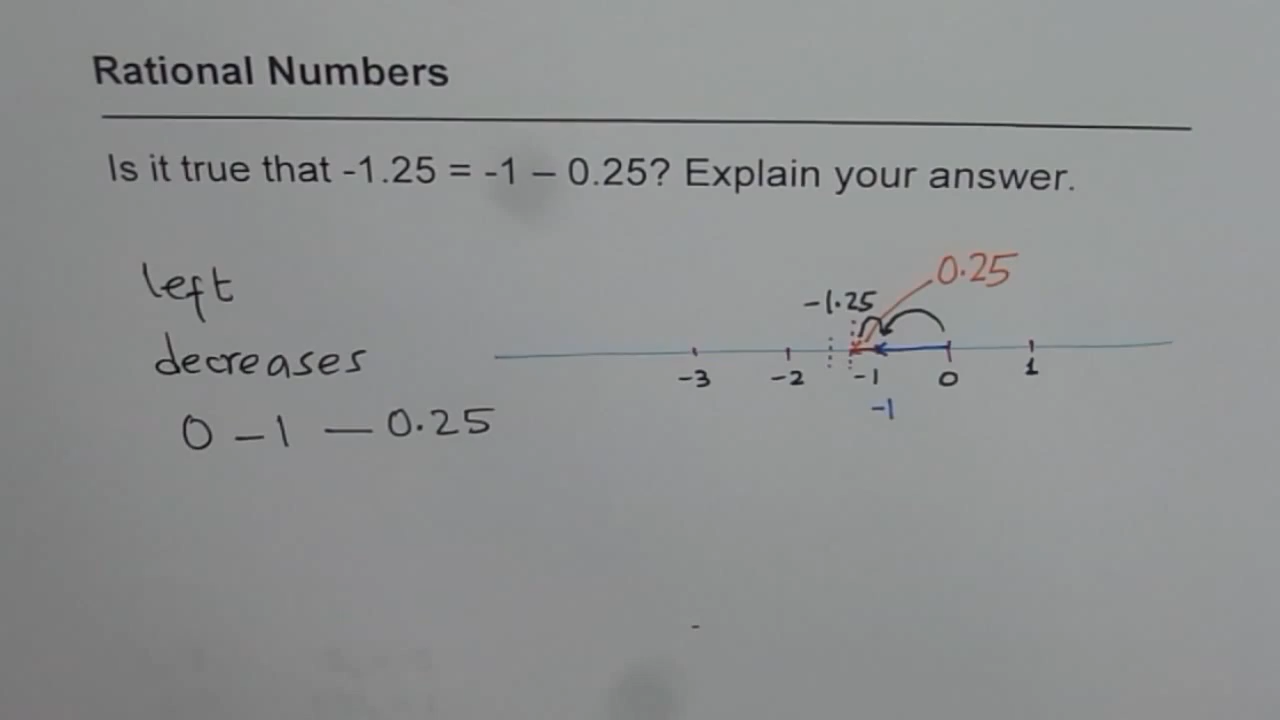 Rational Numbers
Is it true that -1.25 = -1 – 0.25? Explain your answer.
left
decreases
0 – 1 — 0.25
0.25
-1.25
-3 -2 -1 0 1
-1